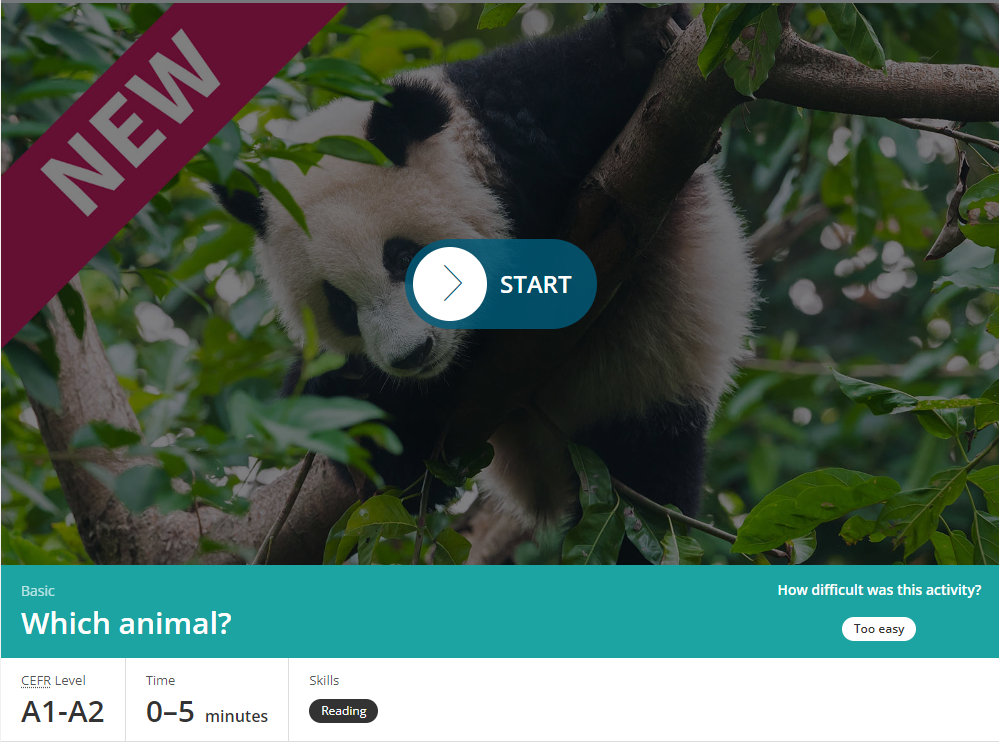 NEW
START
Basic
Which animal?
How difficult was this activity?
Too easy
CEFR Level
A1-A2
Time
0–5 minutes
Skills
Reading